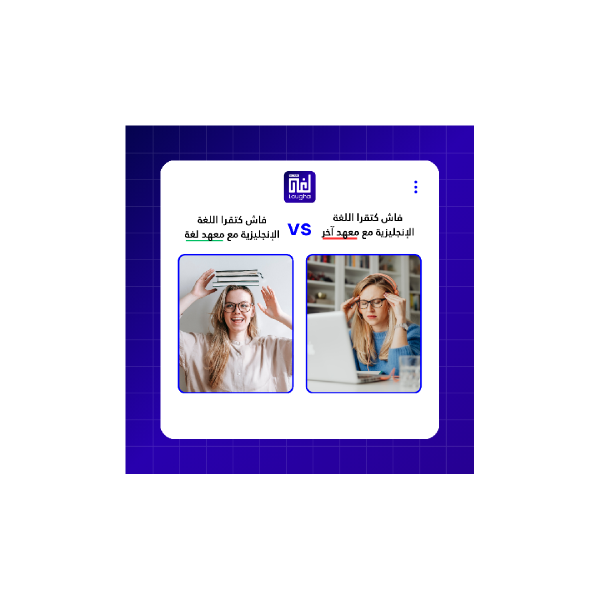 لغة
Lougha
فاش كتقرا اللغة
الإنجليزية مع معهد آخر
vs
فاش كتقرا اللغة
الإنجليزية مع معهد لغة